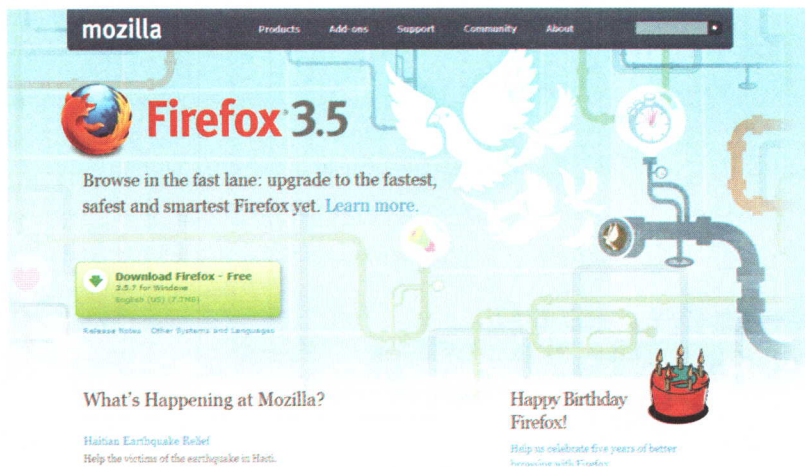 mozilla
Products Add-ons Support Community About
Firefox 3.5
Browse in the fast lane: upgrade to the fastest,
safest and smartest Firefox yet. Learn more.
Download Firefox - Free
3.5.7 for Windows
English (US) (7.7MB)
Release Notes Other Systems and Languages
What's Happening at Mozilla?
Haitian Earthquake Relief
Help the victims of the earthquake in Haiti.
Happy Birthday
Firefox!
Help us celebrate five years of better
browsing with Firefox